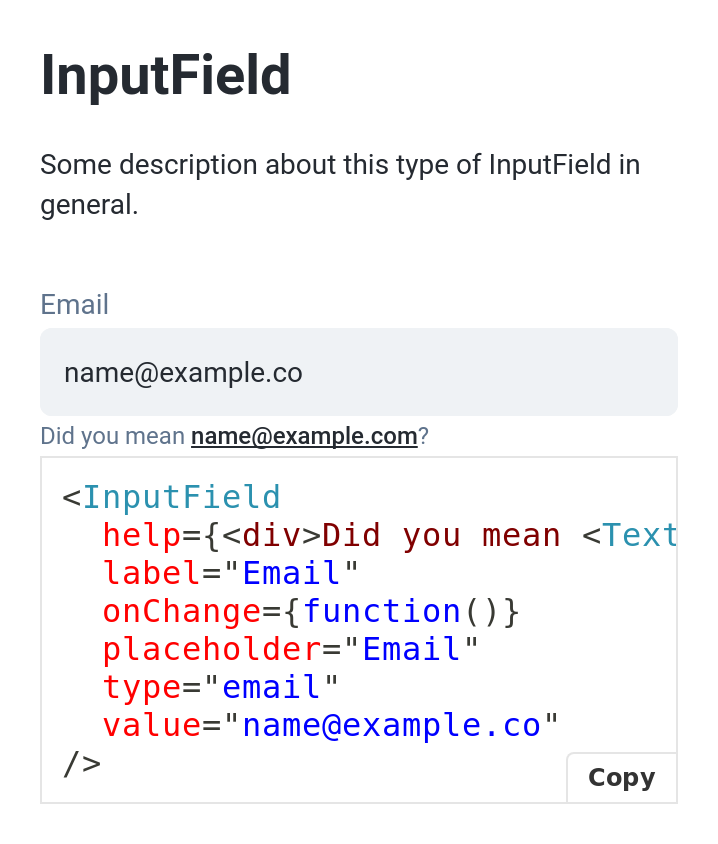 InputField
Some description about this type of InputField in
general.
Email
name@example.co
Did you mean name@example.com?
<InputField
  help={<div>Did you mean <Text
  label="Email"
  onChange={function()}
  placeholder="Email"
  type="email"
  value="name@example.co"
/>
Copy